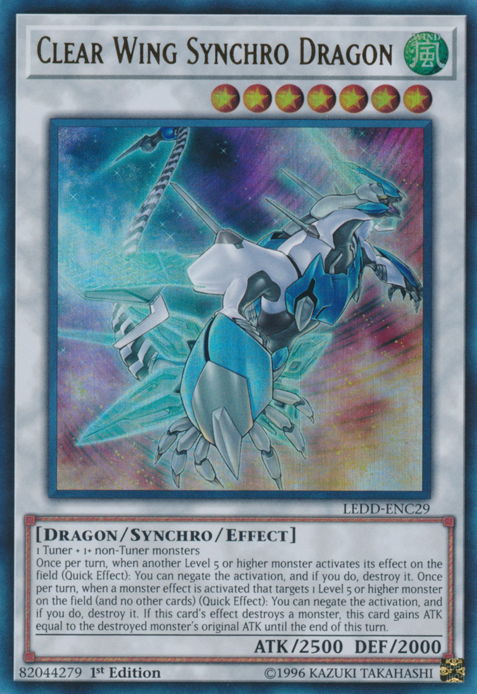 CLEAR WING SYNCHRO DRAGON
WIND
風
LEDD-ENC29
[DRAGON/SYNCHRO/EFFECT]
1 Tuner + 1+ non-Tuner monsters
Once per turn, when another Level 5 or higher monster activates its effect on the
field (Quick Effect): You can negate the activation, and if you do, destroy it. Once
per turn, when a monster effect is activated that targets 1 Level 5 or higher monster
on the field (and no other cards) (Quick Effect): You can negate the activation, and
if you do, destroy it. If this card's effect destroys a monster, this card gains ATK
equal to the destroyed monster's original ATK until the end of this turn.
ATK/2500 DEF/2000
82044279 1st Edition ©1996 KAZUKI TAKAHASHI